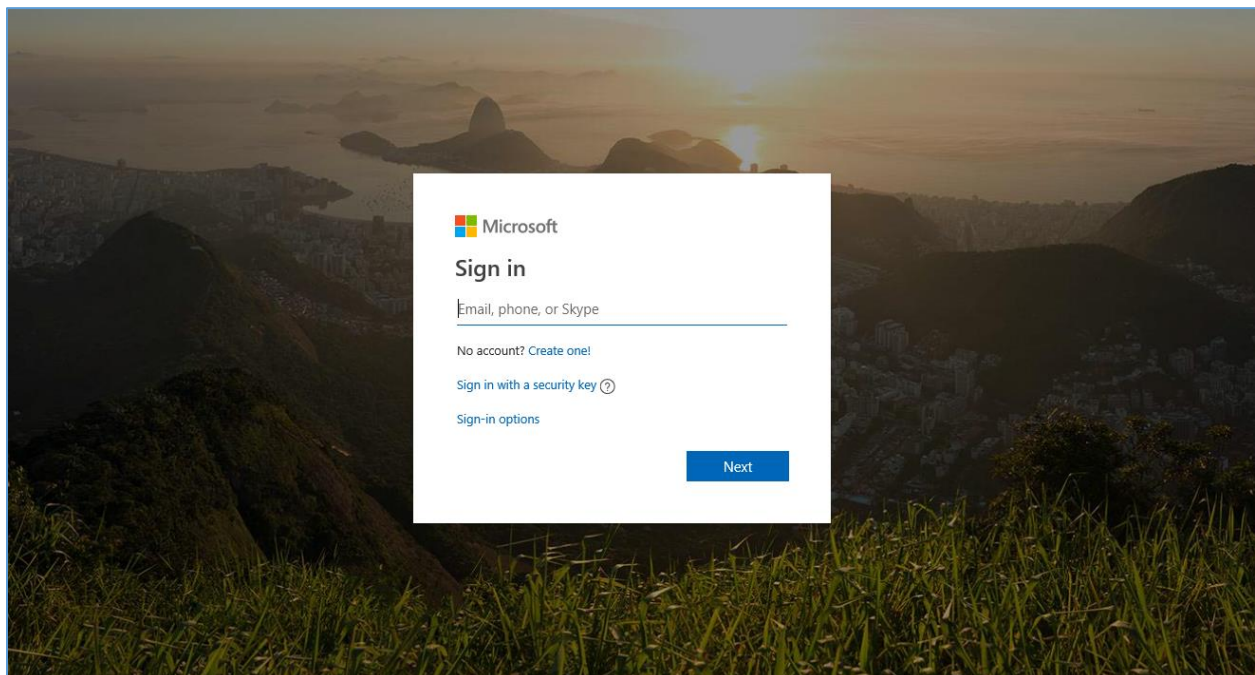 Microsoft
Sign in
Email, phone, or Skype
No account? Create one!
Sign in with a security key ?
Sign-in options
Next